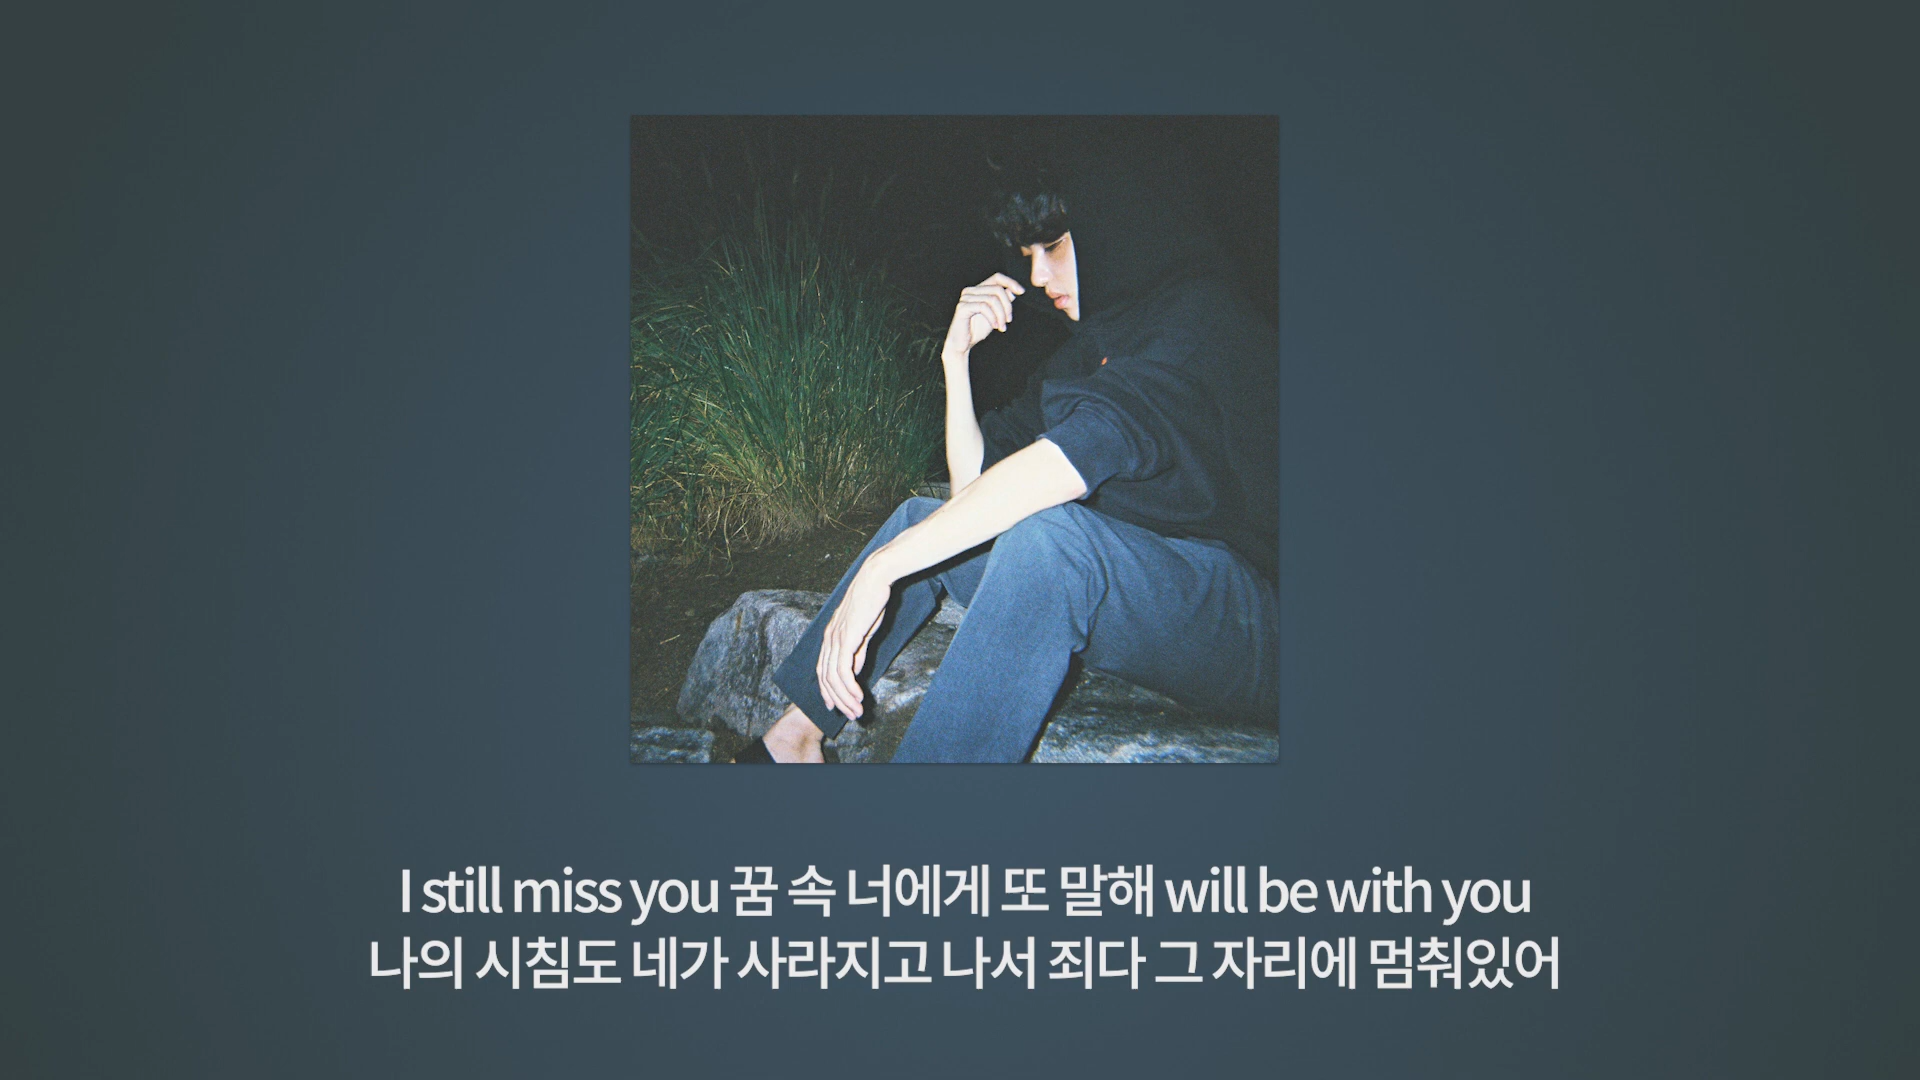 I still miss you 꿈 속 너에게 또 말해 will be with you
나의 시침도 네가 사라지고 나서 죄다 그 자리에 멈춰있어